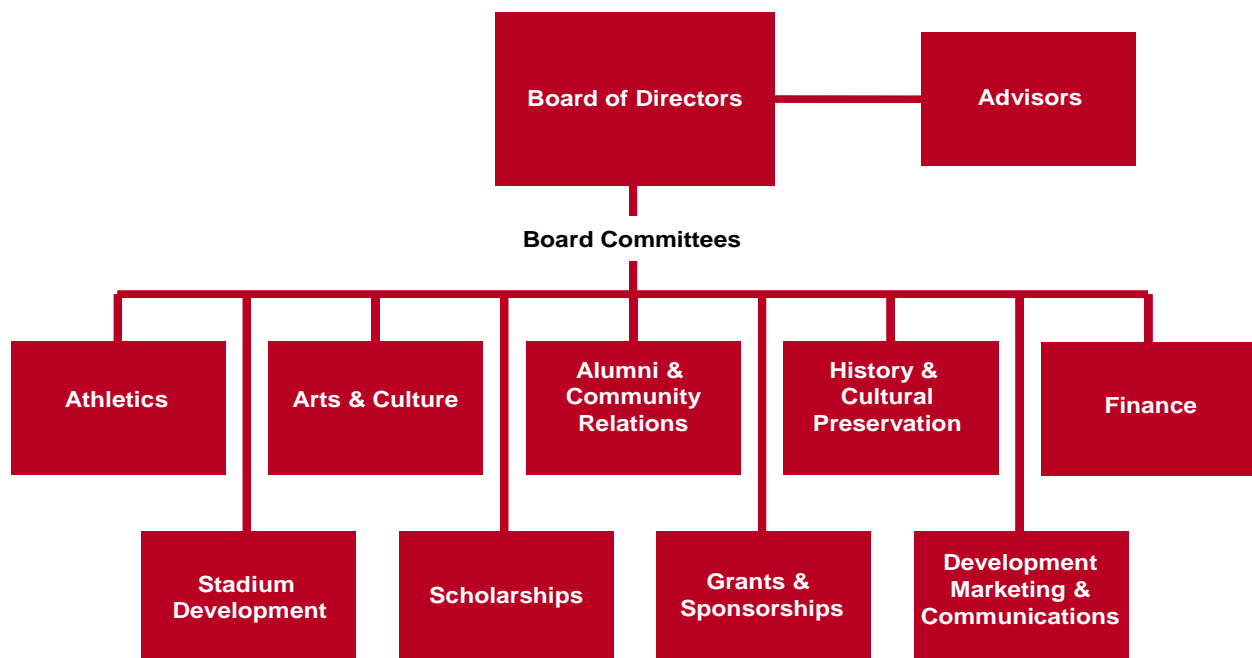 Board of Directors
Advisors
Board Committees
Athletics
Arts & Culture
Alumni &
Community
Relations
History &
Cultural
Preservation
Finance
Stadium
Development
Scholarships
Grants &
Sponsorships
Development
Marketing &
Communications